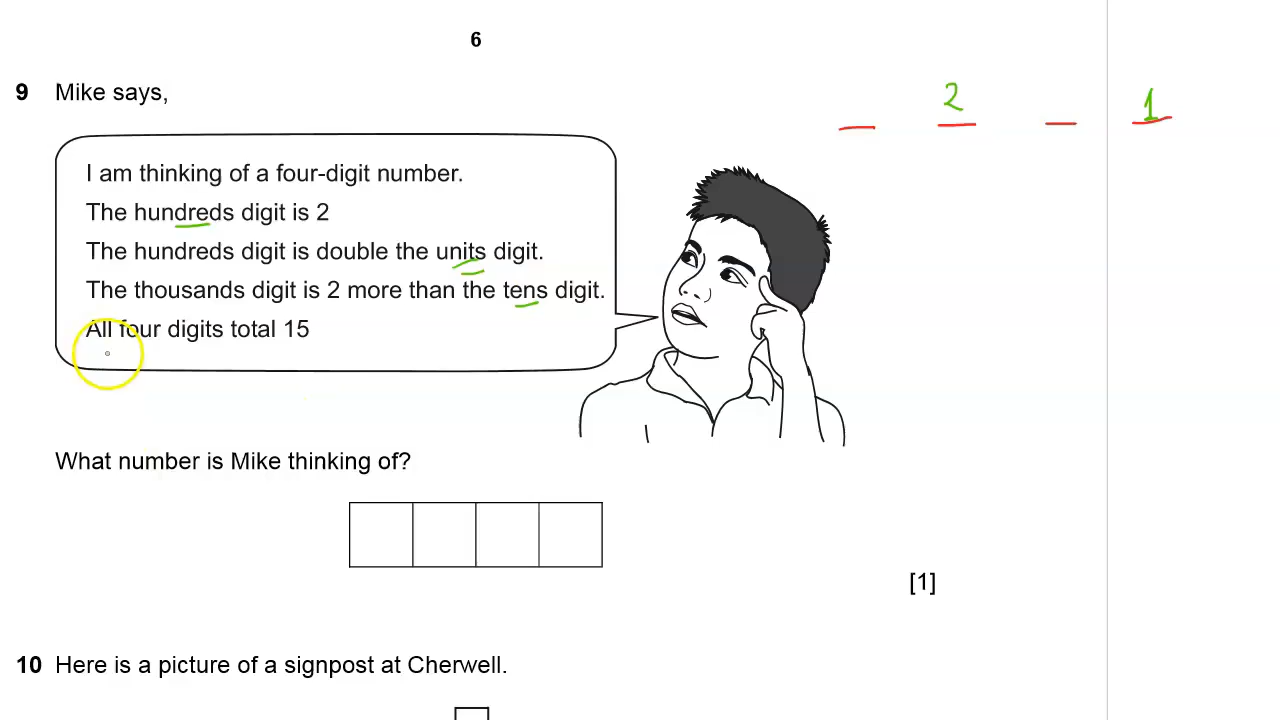 6
9 Mike says,
2 1
I am thinking of a four-digit number.
The hundreds digit is 2
The hundreds digit is double the units digit.
The thousands digit is 2 more than the tens digit.
All four digits total 15
What number is Mike thinking of?
[1]
10 Here is a picture of a signpost at Cherwell.